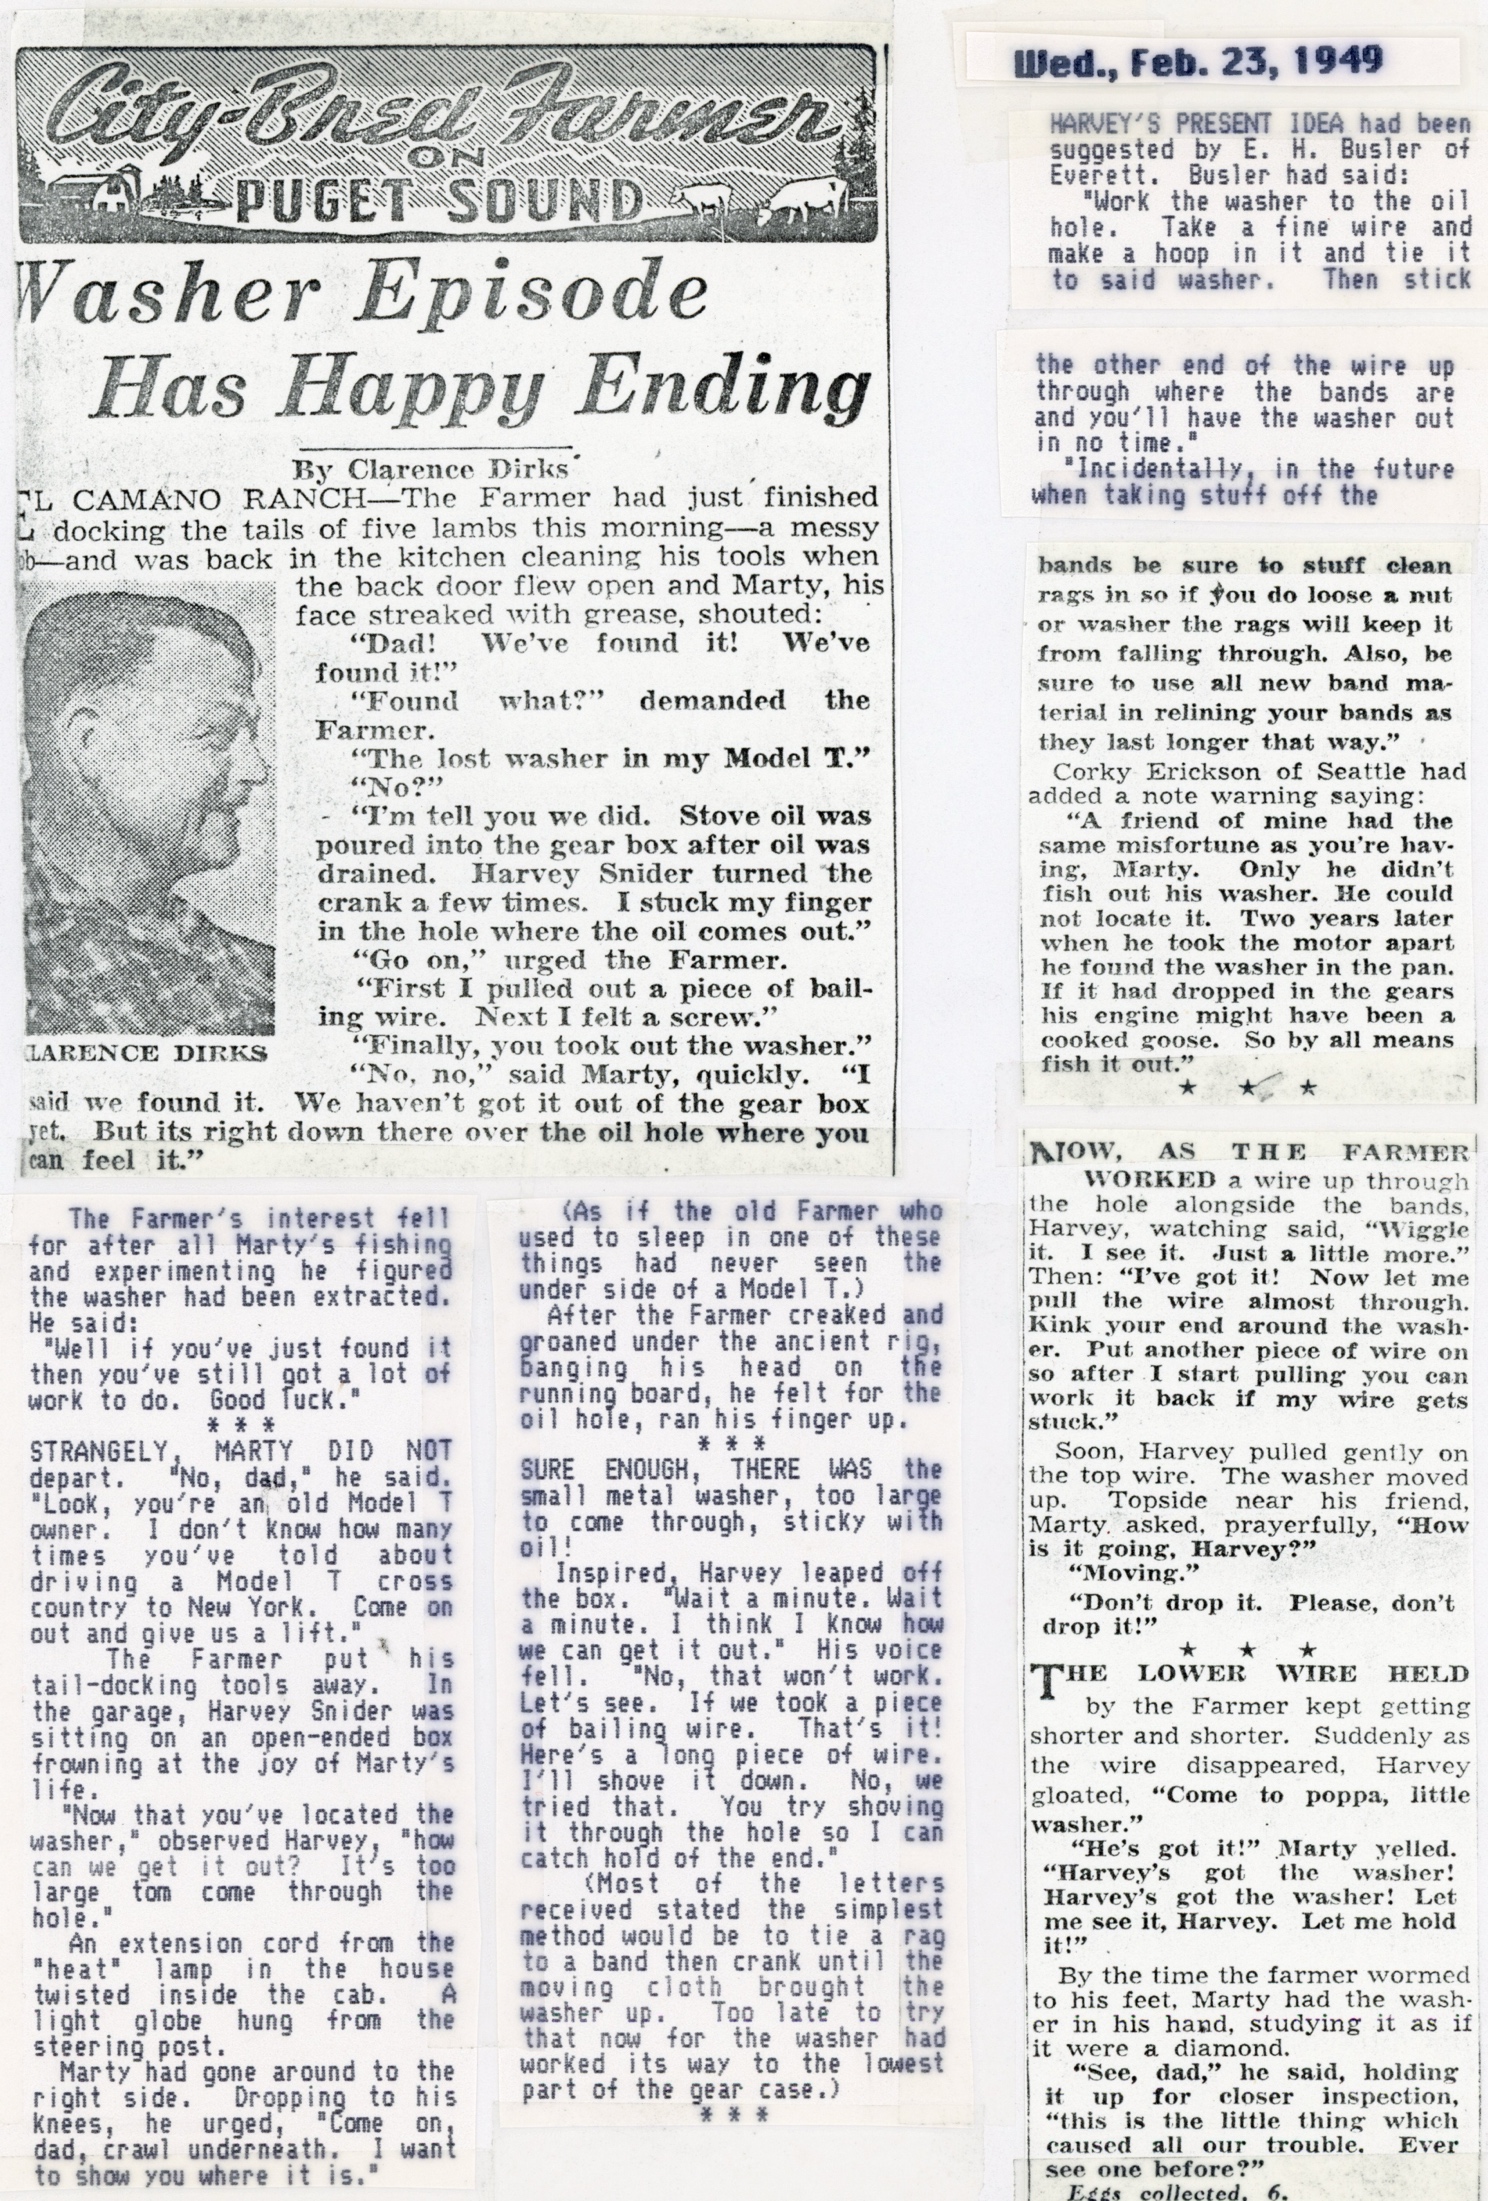 City-Bred Farmer
ON
PUGET SOUND
Washer Episode
Has Happy Ending
By Clarence Dirks
EL CAMANO RANCH—The Farmer had just finished
docking the tails of five lambs this morning—a messy
ob—and was back in the kitchen cleaning his tools when
the back door flew open and Marty, his
face streaked with grease, shouted:
"Dad! We've found it! We've
found it!"
"Found what?" demanded the
Farmer.
"The lost washer in my Model T."
"No?"
"I'm tell you we did. Stove oil was
poured into the gear box after oil was
drained. Harvey Snider turned the
crank a few times. I stuck my finger
in the hole where the oil comes out."
"Go on," urged the Farmer.
"First I pulled out a piece of bail-
ing wire. Next I felt a screw."
"Finally, you took out the washer."
"No, no," said Marty, quickly. "I
CLARENCE DIRKS
said we found it. We haven't got it out of the gear box
yet. But its right down there over the oil hole where you
can feel it."
The Farmer's interest fell
for after all Marty's fishing
and experimenting he figured
the washer had been extracted.
He said:
"Well if you've just found it
then you've still got a lot of
work to do. Good luck."
* * *
STRANGELY, MARTY DID NOT
depart. "No, dad," he said.
"Look, you're an old Model T
owner. I don't know how many
times you've told about
driving a Model T cross
country to New York. Come on
out and give us a lift."
The Farmer put his
tail-docking tools away. In
the garage, Harvey Snider was
sitting on an open-ended box
frowning at the joy of Marty's
life.
"Now that you've located the
washer," observed Harvey, "how
can we get it out? It's too
large tom come through the
hole."
An extension cord from the
"heat" lamp in the house
twisted inside the cab. A
light globe hung from the
steering post.
Marty had gone around to the
right side. Dropping to his
knees, he urged, "Come on,
dad, crawl underneath. I want
to show you where it is."
(As if the old Farmer who
used to sleep in one of these
things had never seen the
under side of a Model T.)
After the Farmer creaked and
groaned under the ancient rig,
banging his head on the
running board, he felt for the
oil hole, ran his finger up.
* * *
SURE ENOUGH, THERE WAS the
small metal washer, too large
to come through, sticky with
oil!
Inspired, Harvey leaped off
the box. "Wait a minute. Wait
a minute. I think I know how
we can get it out." His voice
fell. "No, that won't work.
Let's see. If we took a piece
of bailing wire. That's it!
Here's a long piece of wire.
I'll shove it down. No, we
tried that. You try shoving
it through the hole so I can
catch hold of the end."
(Most of the letters
received stated the simplest
method would be to tie a rag
to a band then crank until the
moving cloth brought the
washer up. Too late to try
that now for the washer had
worked its way to the lowest
part of the gear case.)
* * *
Wed., Feb. 23, 1949
HARVEY'S PRESENT IDEA had been
suggested by E. H. Busler of
Everett. Busler had said:
"Work the washer to the oil
hole. Take a fine wire and
make a hoop in it and tie it
to said washer. Then stick
the other end of the wire up
through where the bands are
and you'll have the washer out
in no time."
"Incidentally, in the future
when taking stuff off the
bands be sure to stuff clean
rags in so if you do loose a nut
or washer the rags will keep it
from falling through. Also, be
sure to use all new band ma-
terial in relining your bands as
they last longer that way."
Corky Erickson of Seattle had
added a note warning saying:
"A friend of mine had the
same misfortune as you're hav-
ing, Marty. Only he didn't
fish out his washer. He could
not locate it. Two years later
when he took the motor apart
he found the washer in the pan.
If it had dropped in the gears
his engine might have been a
cooked goose. So by all means
fish it out."
★ ★ ★
NOW, AS THE FARMER
WORKED a wire up through
the hole alongside the bands,
Harvey, watching said, "Wiggle
it. I see it. Just a little more."
Then: "I've got it! Now let me
pull the wire almost through.
Kink your end around the wash-
er. Put another piece of wire on
so after I start pulling you can
work it back if my wire gets
stuck."
Soon, Harvey pulled gently on
the top wire. The washer moved
up. Topside near his friend,
Marty asked, prayerfully, "How
is it going, Harvey?"
"Moving."
"Don't drop it. Please, don't
drop it!"
★ ★ ★
THE LOWER WIRE HELD
by the Farmer kept getting
shorter and shorter. Suddenly as
the wire disappeared, Harvey
gloated, "Come to poppa, little
washer."
"He's got it!" Marty yelled.
"Harvey's got the washer!
Harvey's got the washer! Let
me see it, Harvey. Let me hold
it!"
By the time the farmer wormed
to his feet, Marty had the wash-
er in his hand, studying it as if
it were a diamond.
"See, dad," he said, holding
it up for closer inspection,
"this is the little thing which
caused all our trouble. Ever
see one before?"
Eggs collected, 6.